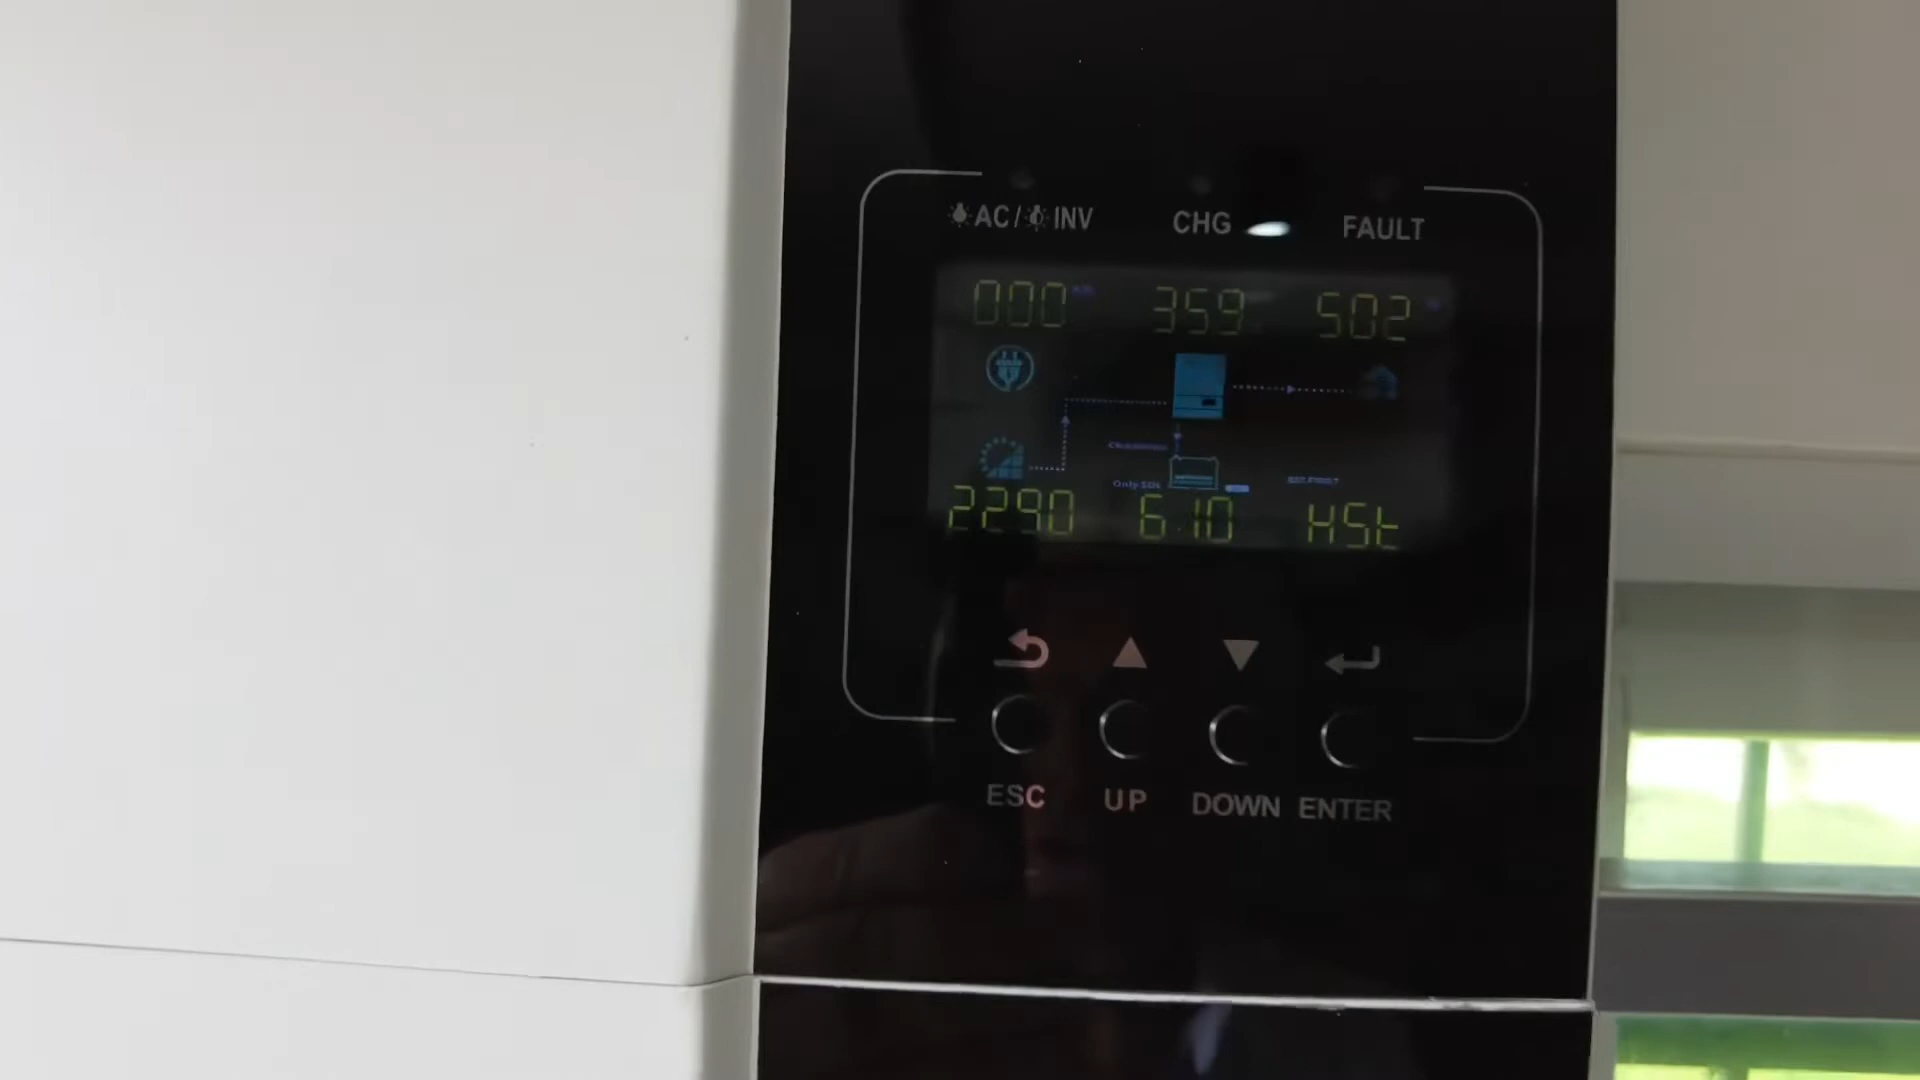 AC/ INV CHG FAULT
000 359 502
2290 610 HSt
ESC UP DOWN ENTER